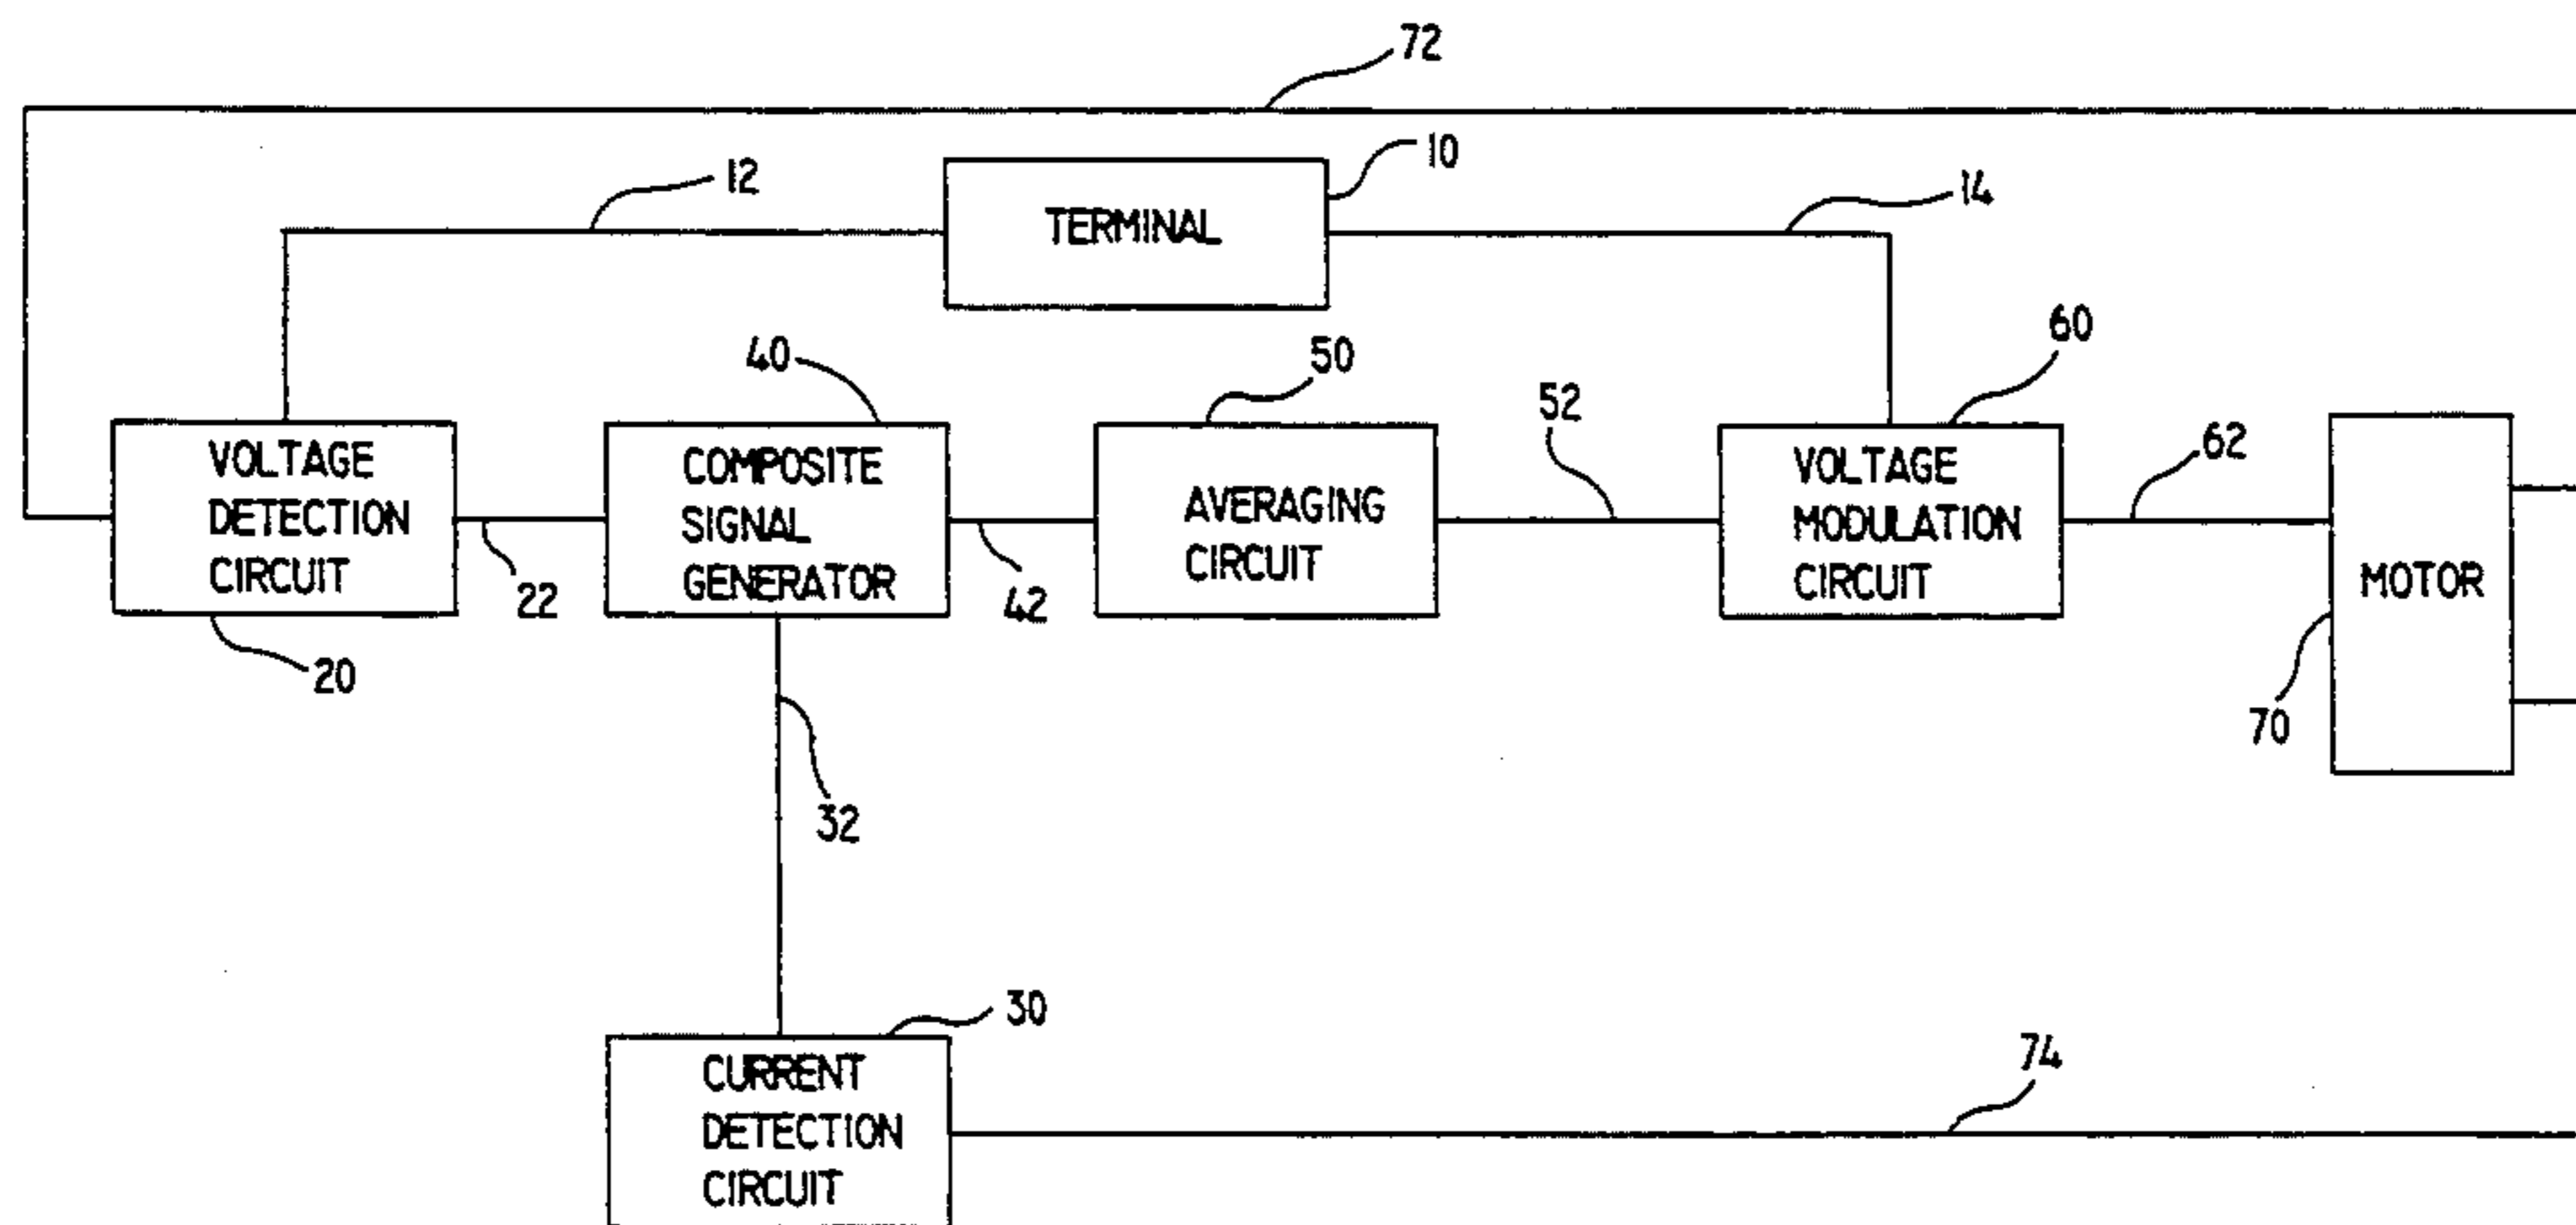 72
12
TERMINAL
10
14
40
50
52
60
62
VOLTAGE
DETECTION
CIRCUIT
22
COMPOSITE
SIGNAL
GENERATOR
42
AVERAGING
CIRCUIT
VOLTAGE
MODULATION
CIRCUIT
MOTOR
20
70
32
30
CURRENT
DETECTION
CIRCUIT
74